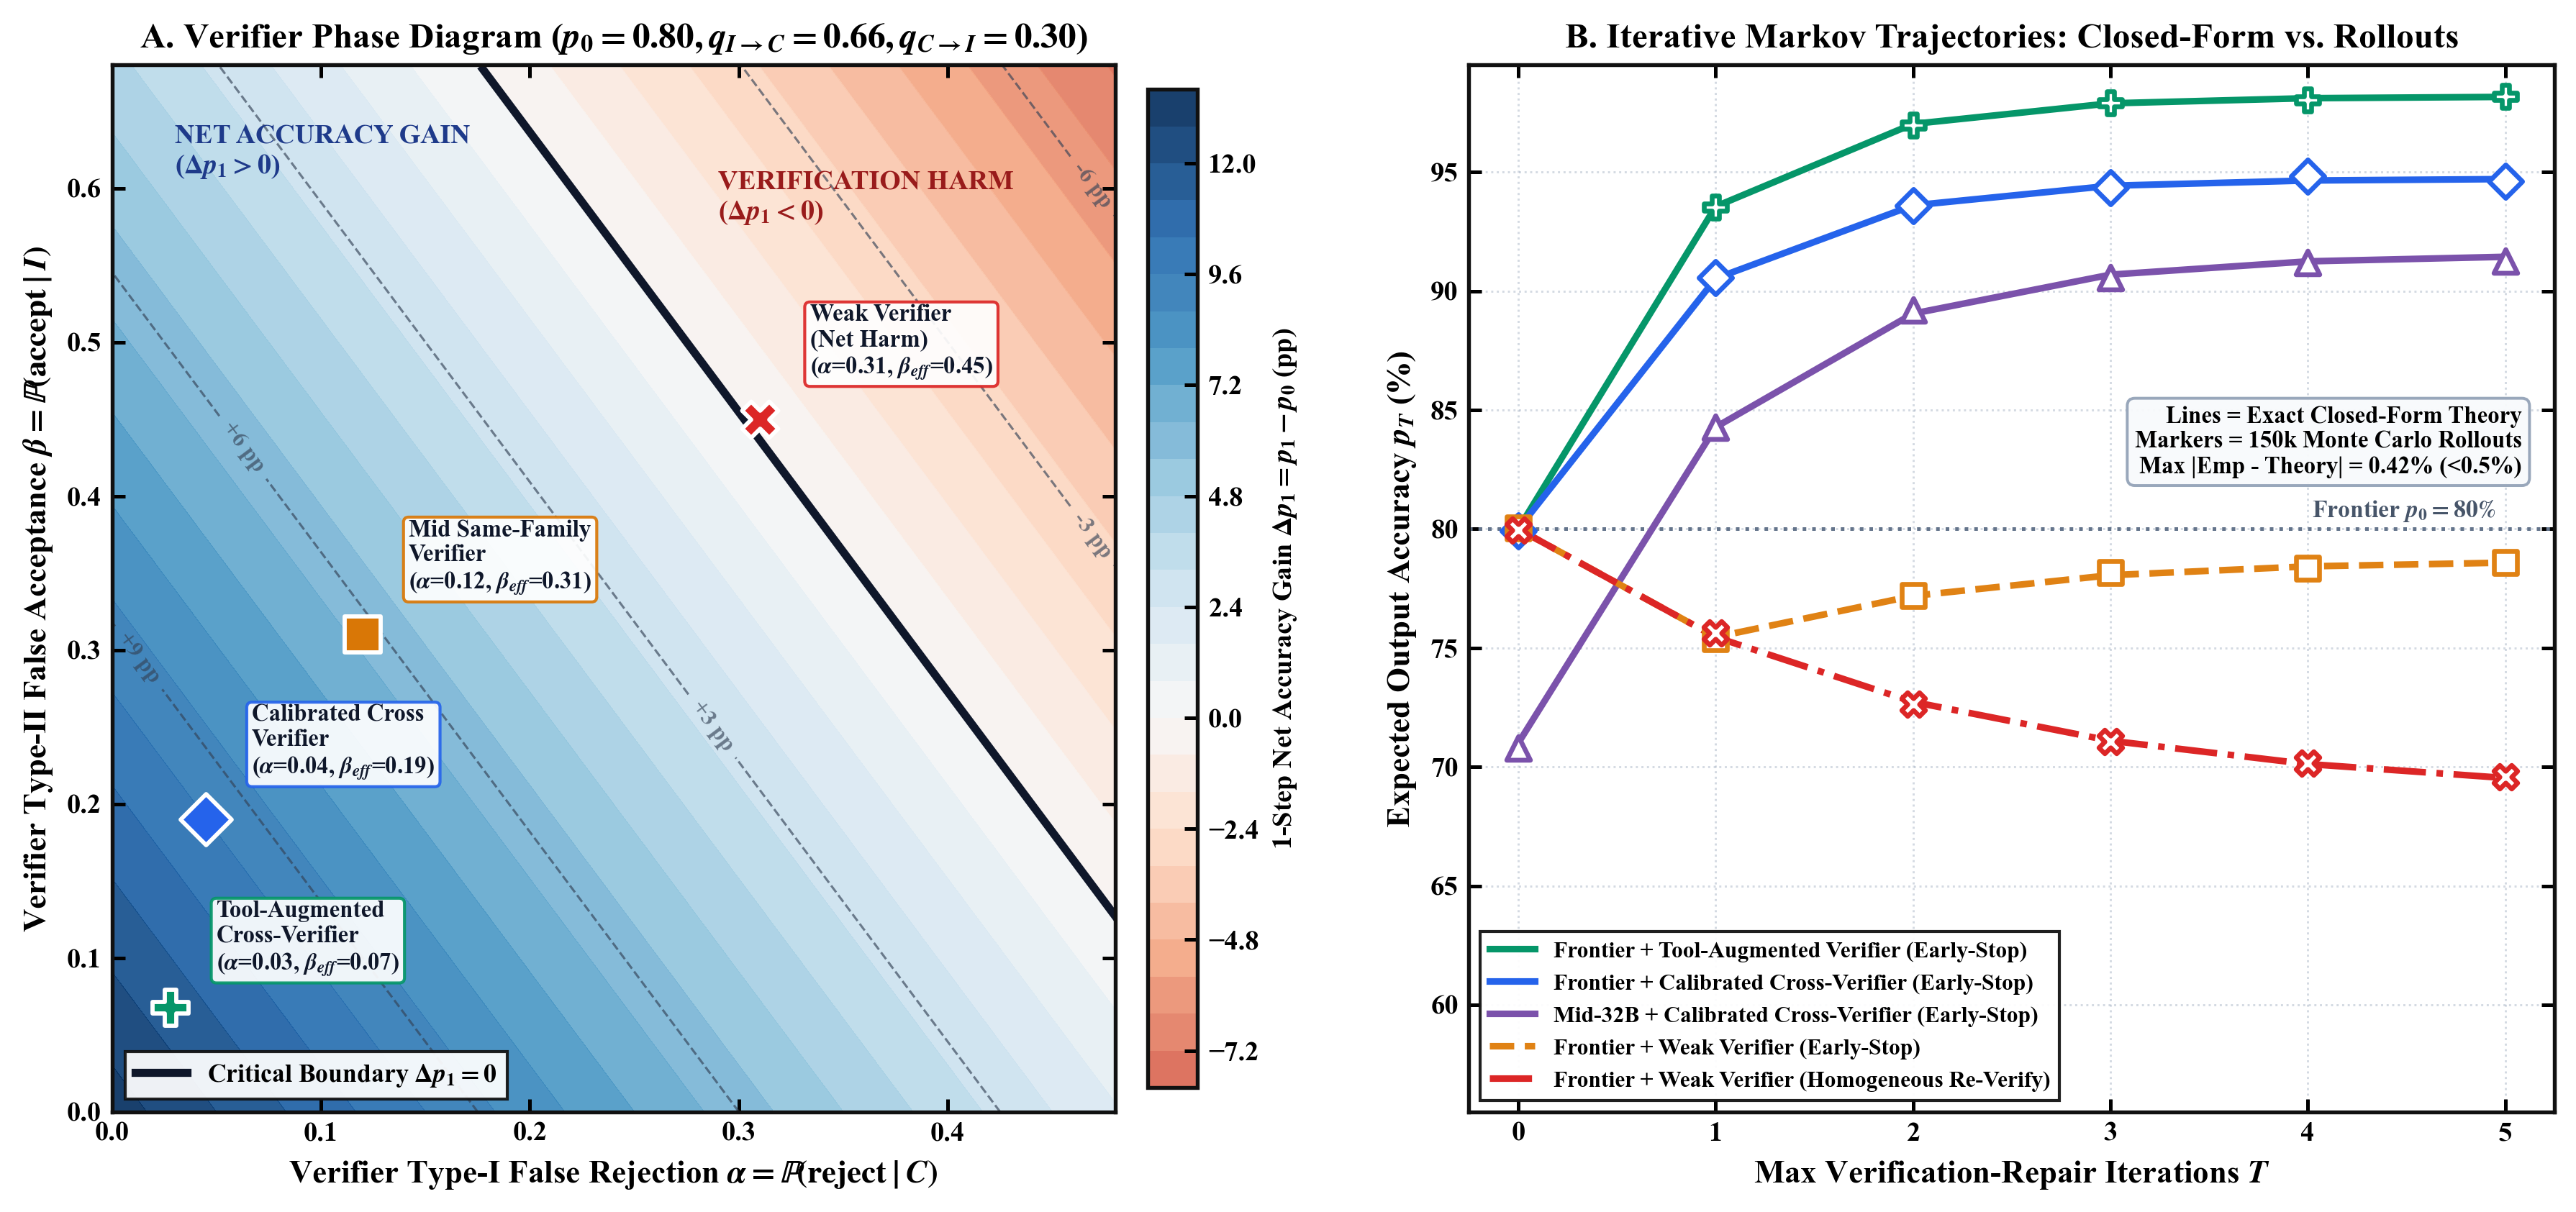 A. Verifier Phase Diagram (p₀ = 0.80, q_{I→C} = 0.66, q_{C→I} = 0.30)
NET ACCURACY GAIN
(Δp₁ > 0)
VERIFICATION HARM
(Δp₁ < 0)
-6 pp
Weak Verifier
(Net Harm)
(α=0.31, β_eff=0.45)
+6 pp
-3 pp
Mid Same-Family
Verifier
(α=0.12, β_eff=0.31)
+9 pp
Calibrated Cross
Verifier
(α=0.04, β_eff=0.19)
+3 pp
Tool-Augmented
Cross-Verifier
(α=0.03, β_eff=0.07)
Critical Boundary Δp₁ = 0
0.6
0.5
0.4
0.3
0.2
0.1
0.0
0.0
0.1
0.2
0.3
0.4
Verifier Type-II False Acceptance β = ℙ(accept | I)
Verifier Type-I False Rejection α = ℙ(reject | C)
12.0
9.6
7.2
4.8
2.4
0.0
−2.4
−4.8
−7.2
1-Step Net Accuracy Gain Δp₁ = p₁ − p₀ (pp)
B. Iterative Markov Trajectories: Closed-Form vs. Rollouts
Lines = Exact Closed-Form Theory
Markers = 150k Monte Carlo Rollouts
Max |Emp - Theory| = 0.42% (<0.5%)
Frontier p₀ = 80%
95
90
85
80
75
70
65
60
Expected Output Accuracy p_T (%)
Frontier + Tool-Augmented Verifier (Early-Stop)
Frontier + Calibrated Cross-Verifier (Early-Stop)
Mid-32B + Calibrated Cross-Verifier (Early-Stop)
Frontier + Weak Verifier (Early-Stop)
Frontier + Weak Verifier (Homogeneous Re-Verify)
0
1
2
3
4
5
Max Verification-Repair Iterations T